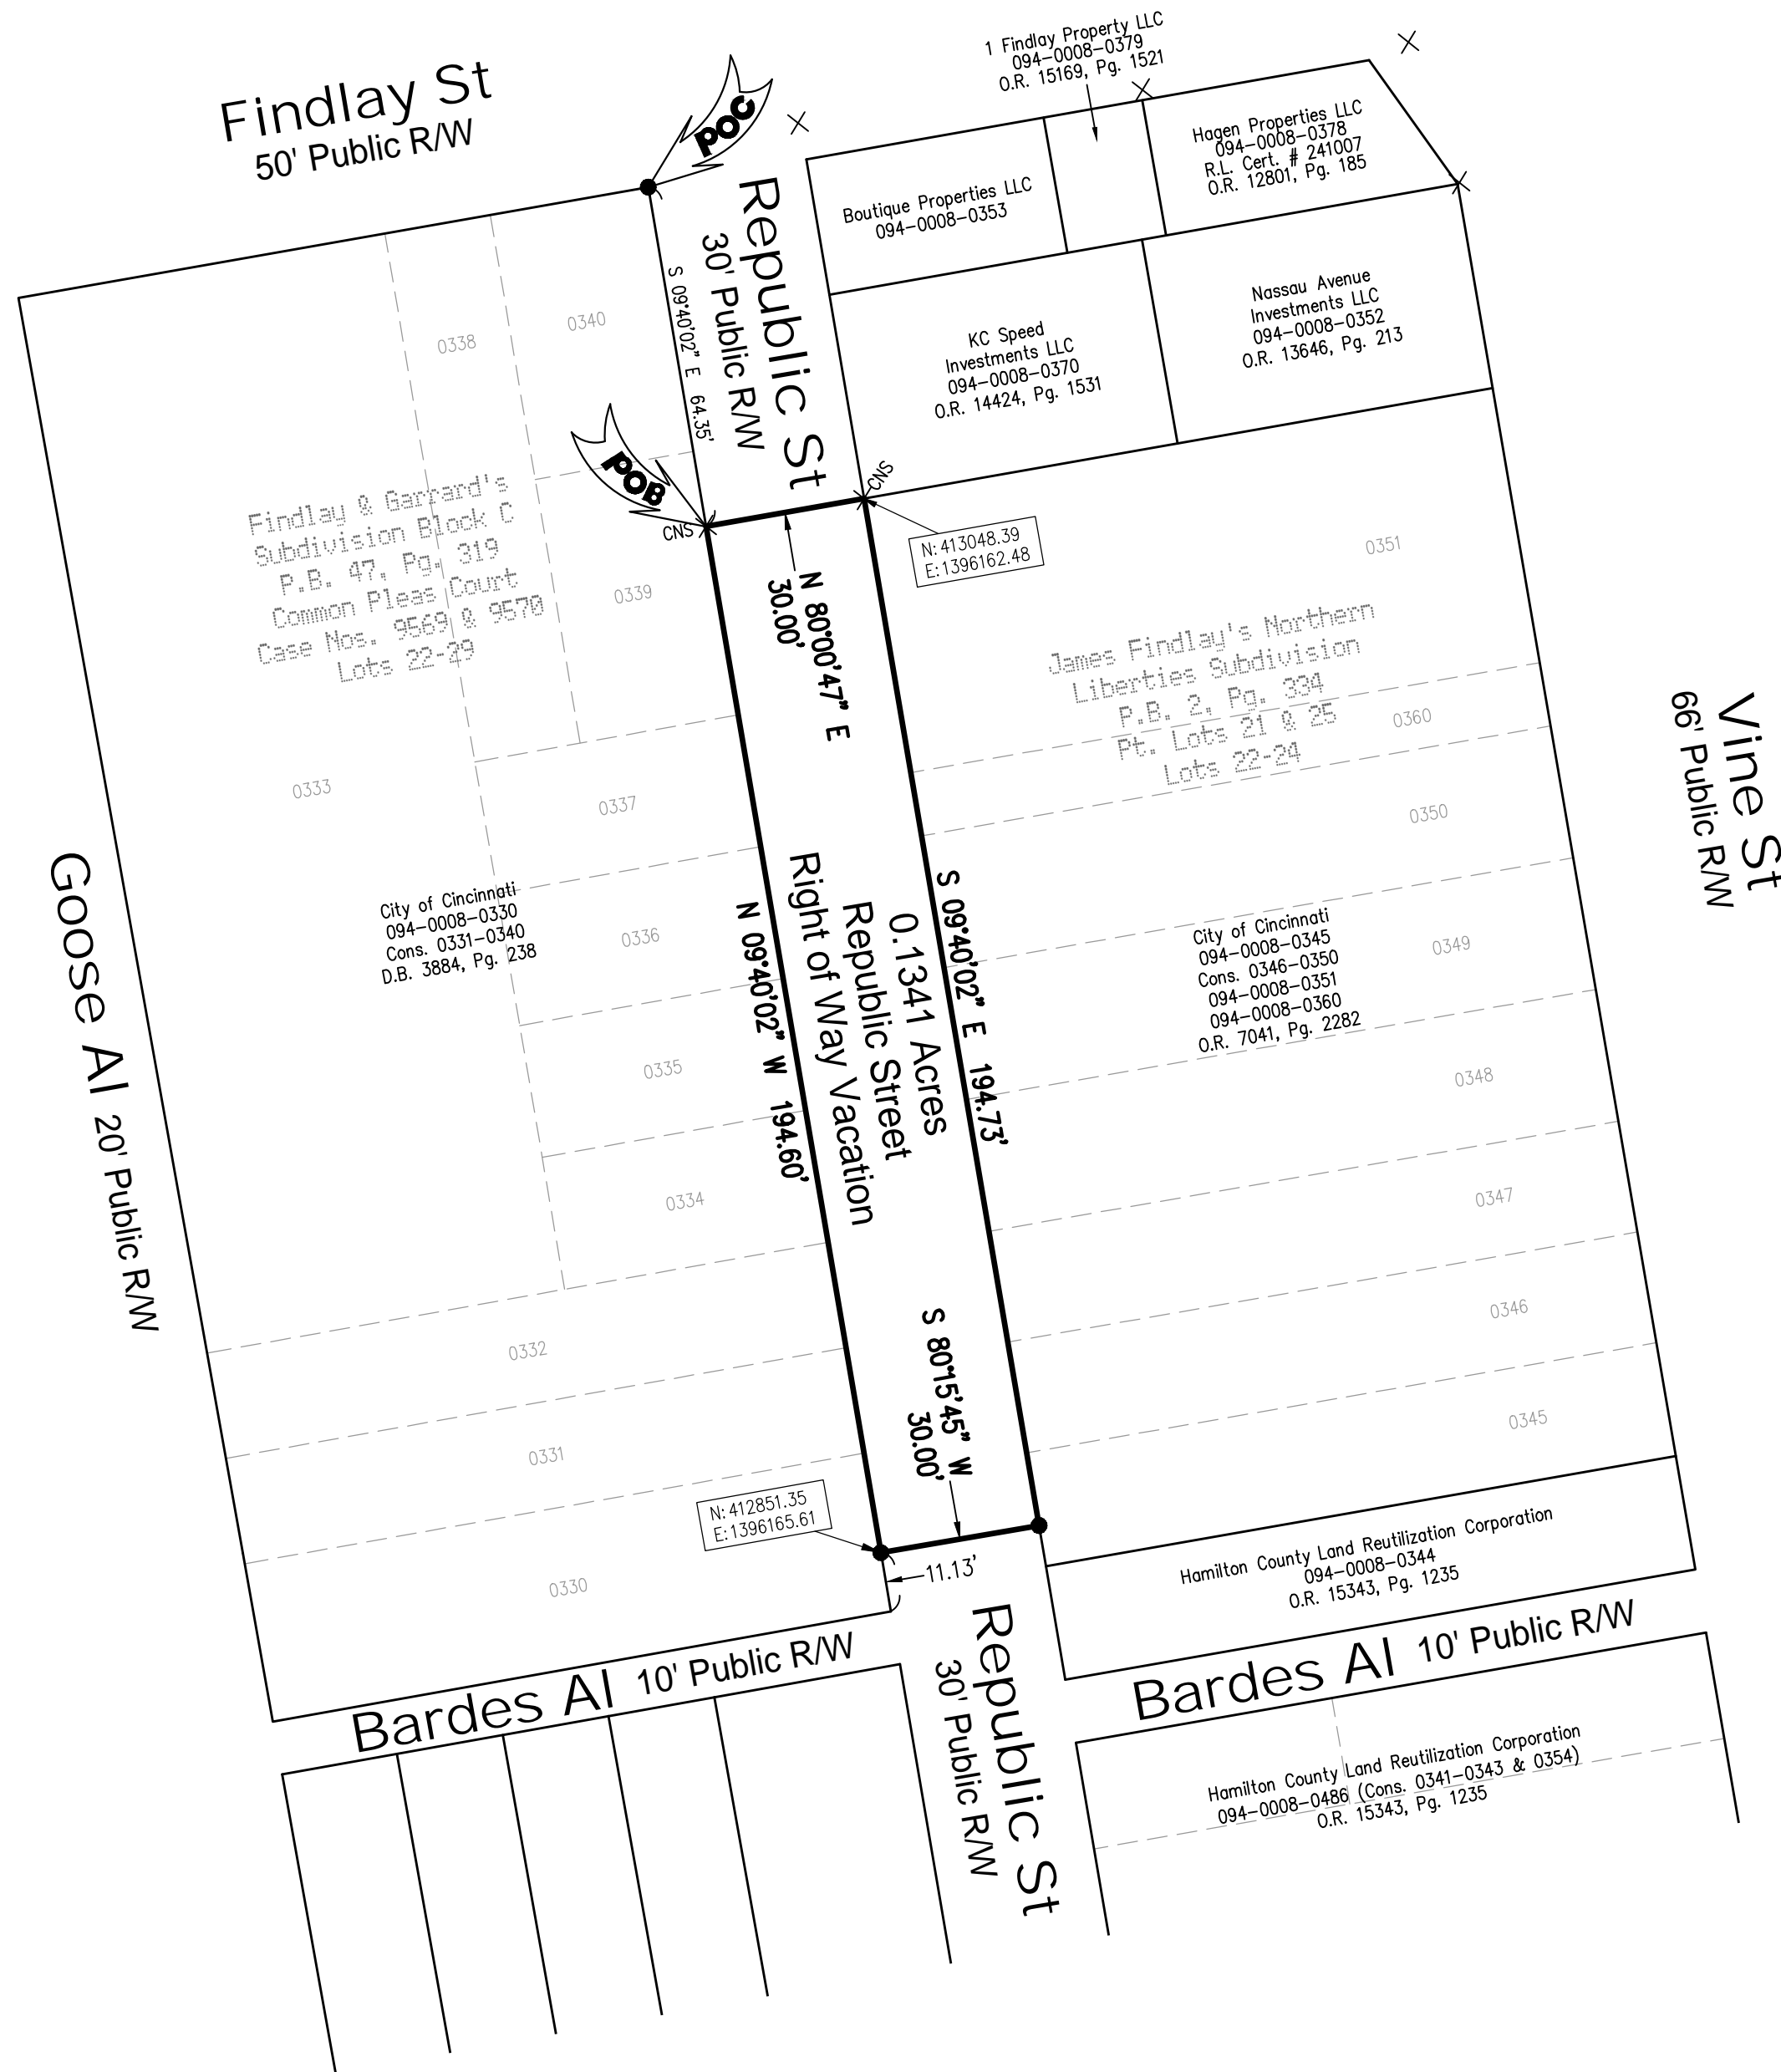 Findlay St
50' Public R/W
POC
1 Findlay Property LLC
094-0008-0379
O.R. 15169, Pg. 1521
Hagen Properties LLC
094-0008-0378
R.L. Cert. # 241007
O.R. 12801, Pg. 185
Boutique Properties LLC
094-0008-0353
Republic St
30' Public R/W
S 09°40'02" E 64.35'
0338
0340
KC Speed
Investments LLC
094-0008-0370
O.R. 14424, Pg. 1531
Nassau Avenue
Investments LLC
094-0008-0352
O.R. 13646, Pg. 213
POB
CNS
CNS
N: 413048.39
E: 1396162.48
N 80°00'47" E
30.00'
Findlay & Garrard's
Subdivision Block C
P.B. 47, Pg. 319
Common Pleas Court
Case Nos. 9569 & 9570
Lots 22-29
0339
0351
James Findlay's Northern
Liberties Subdivision
P.B. 2, Pg. 334
Pt. Lots 21 & 25
Lots 22-24
0360
Vine St
66' Public R/W
0333
0337
0350
City of Cincinnati
094-0008-0330
Cons. 0331-0340
D.B. 3884, Pg. 238
0336
City of Cincinnati
094-0008-0345
Cons. 0346-0350
094-0008-0351
094-0008-0360
O.R. 7041, Pg. 2282
0349
Goose Al 20' Public R/W
N 09°40'02" W 194.60'
0.1341 Acres
Republic Street
Right of Way Vacation
S 09°40'02" E 194.73'
0335
0348
0334
0347
0332
0346
S 80°15'45" W
30.00'
0331
0345
N: 412851.35
E: 1396165.61
0330
11.13'
Hamilton County Land Reutilization Corporation
094-0008-0344
O.R. 15343, Pg. 1235
Bardes Al 10' Public R/W
Republic St
30' Public R/W
Bardes Al 10' Public R/W
Hamilton County Land Reutilization Corporation
094-0008-0486 (Cons. 0341-0343 & 0354)
O.R. 15343, Pg. 1235